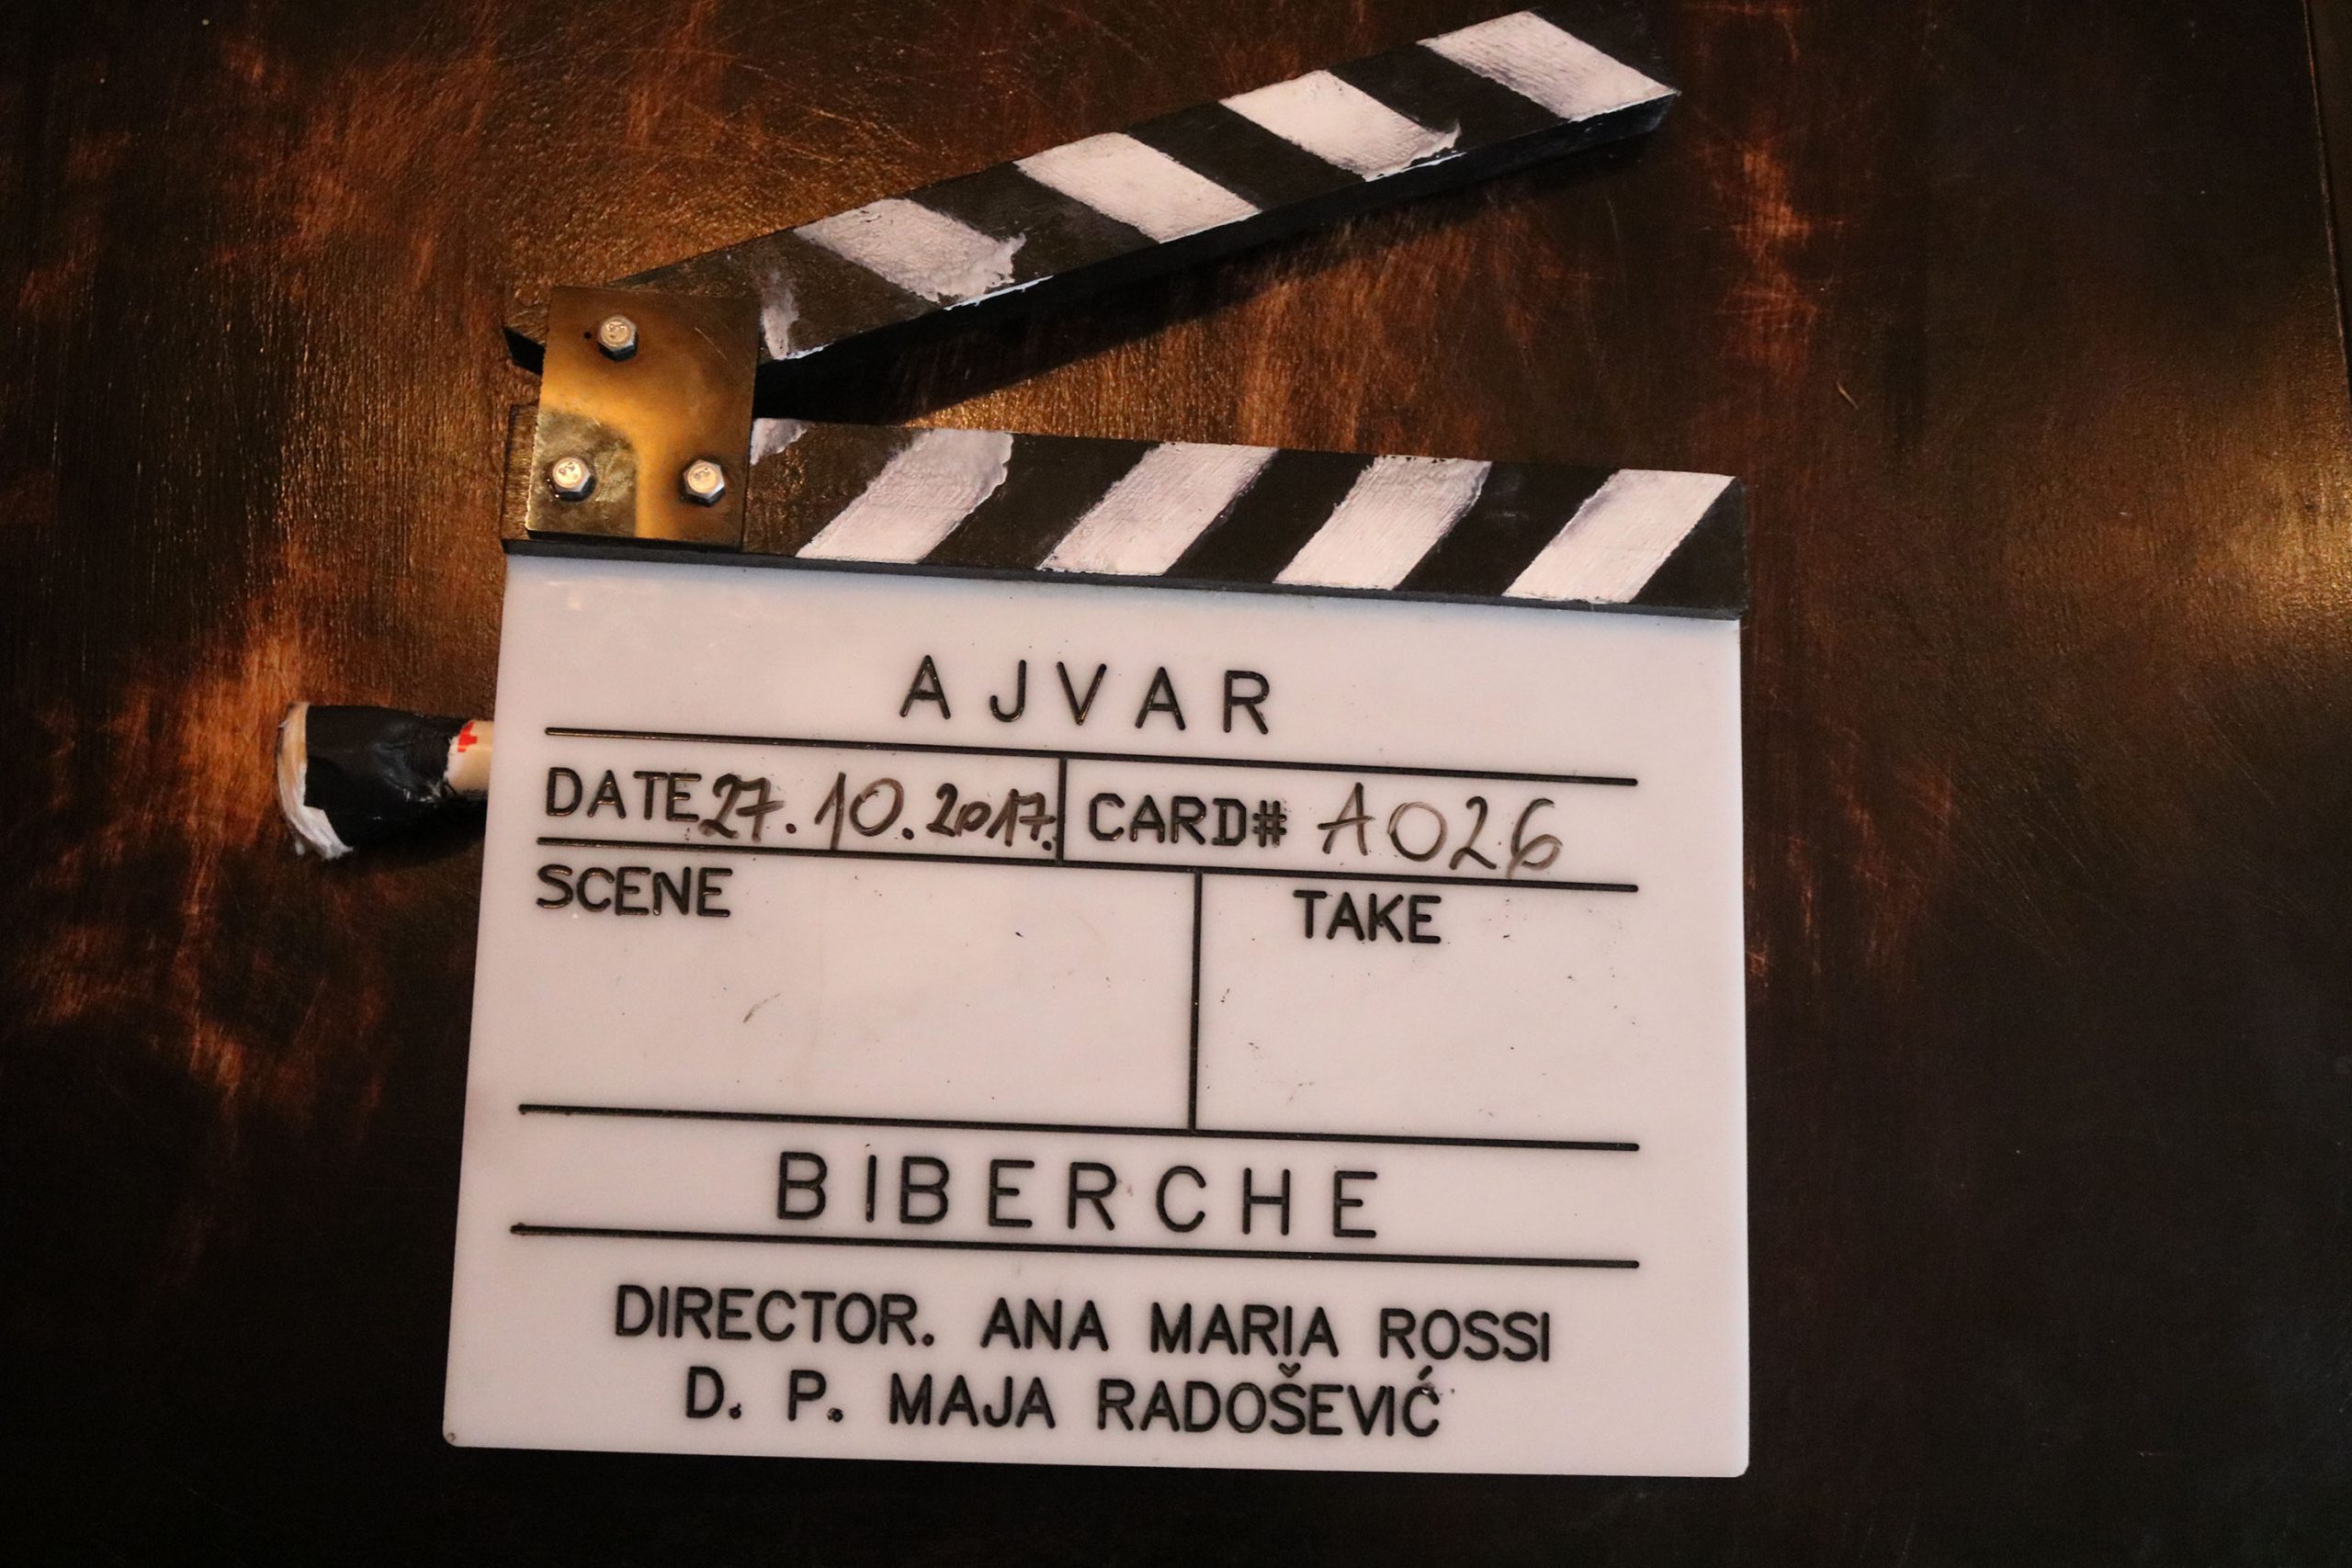 AJVAR
DATE 27.10.2017. CARD# A026
SCENE TAKE
BIBERCHE
DIRECTOR. ANA MARIA ROSSI
D. P. MAJA RADOŠEVIĆ